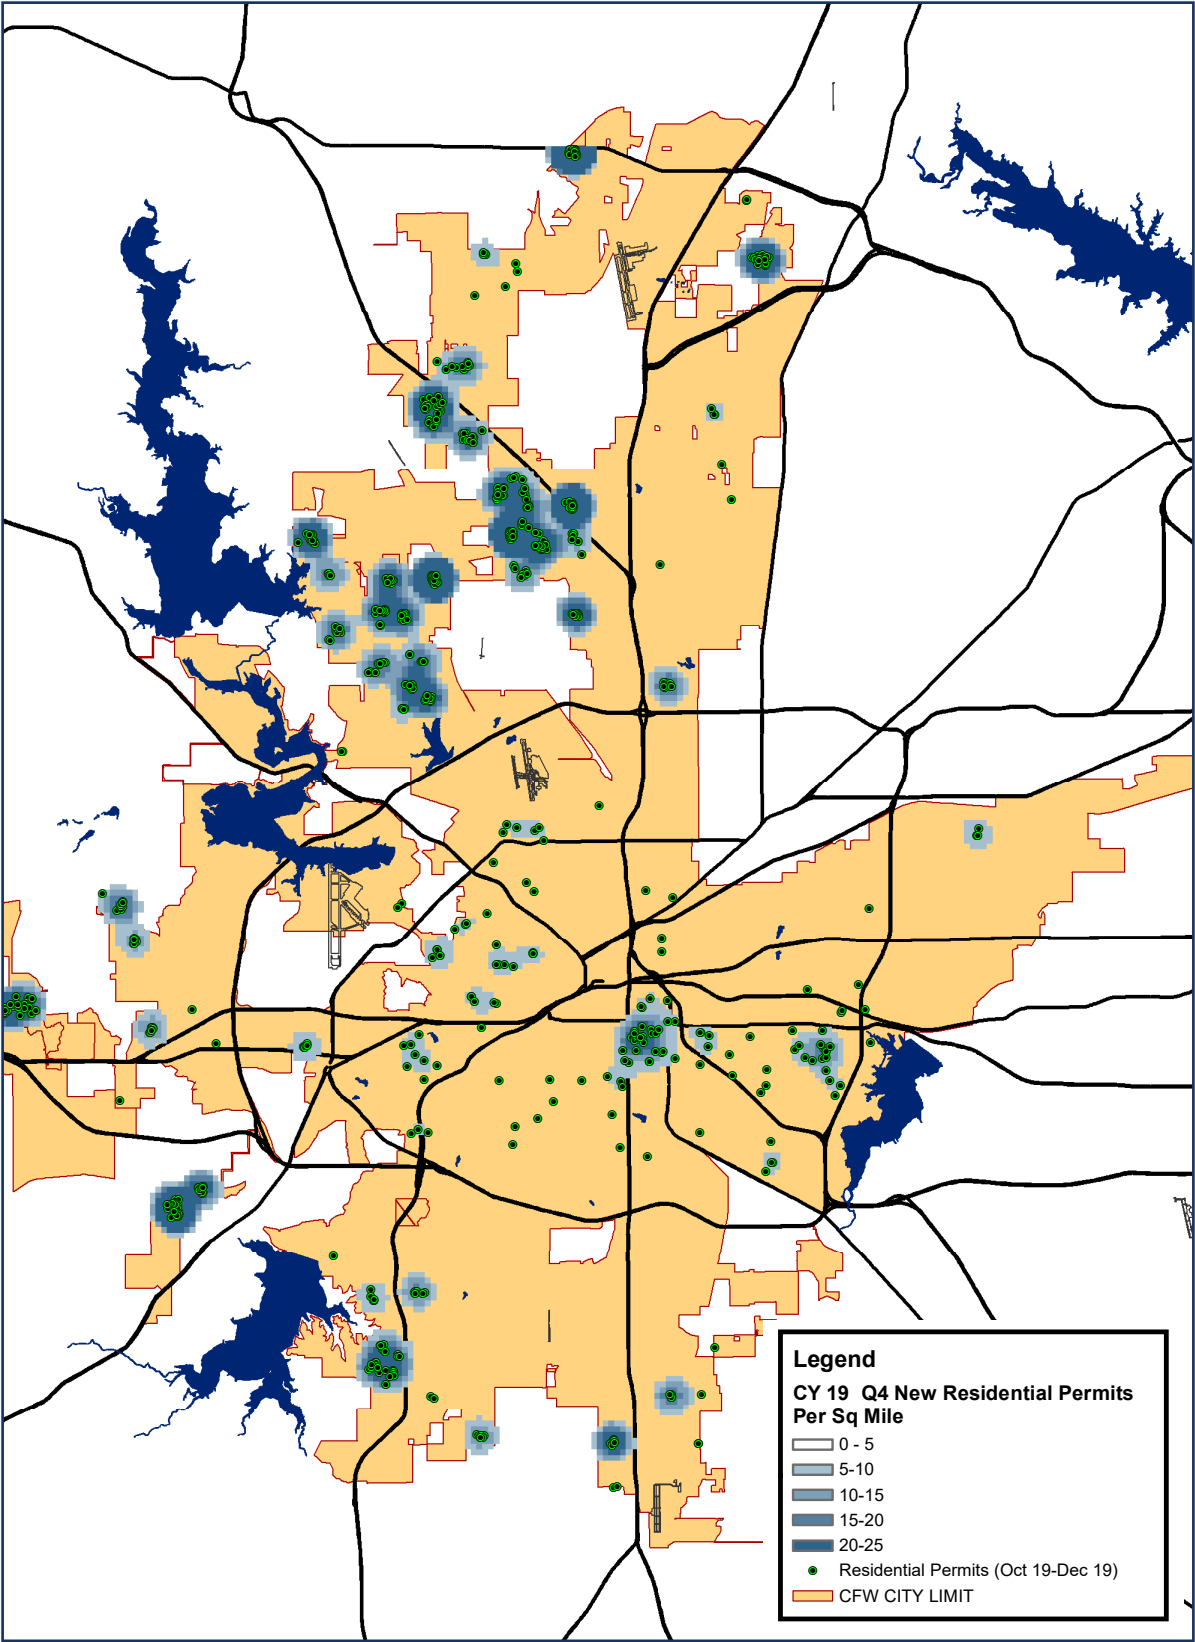 Legend
CY 19 Q4 New Residential Permits
Per Sq Mile
0 - 5
5-10
10-15
15-20
20-25
Residential Permits (Oct 19-Dec 19)
CFW CITY LIMIT